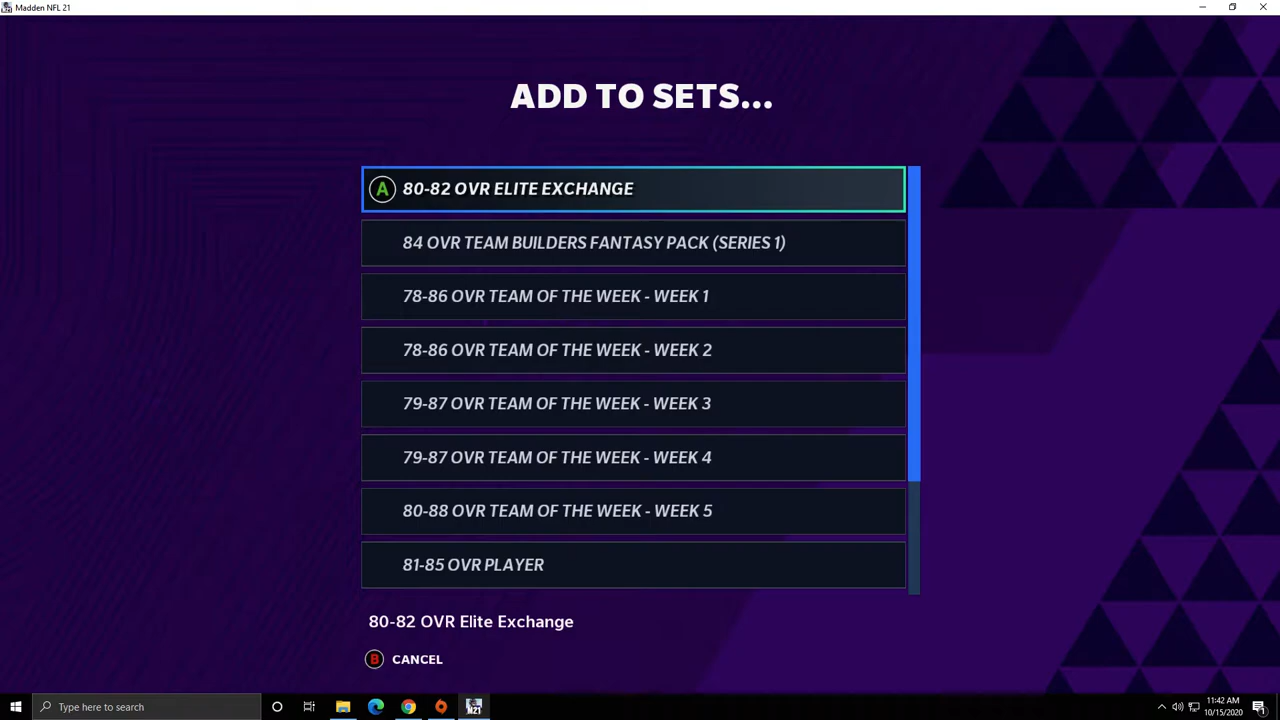 Madden NFL 21
ADD TO SETS...
A 80-82 OVR ELITE EXCHANGE
84 OVR TEAM BUILDERS FANTASY PACK (SERIES 1)
78-86 OVR TEAM OF THE WEEK - WEEK 1
78-86 OVR TEAM OF THE WEEK - WEEK 2
79-87 OVR TEAM OF THE WEEK - WEEK 3
79-87 OVR TEAM OF THE WEEK - WEEK 4
80-88 OVR TEAM OF THE WEEK - WEEK 5
81-85 OVR PLAYER
80-82 OVR Elite Exchange
B CANCEL
Type here to search
M21
11:42 AM
10/15/2020
1